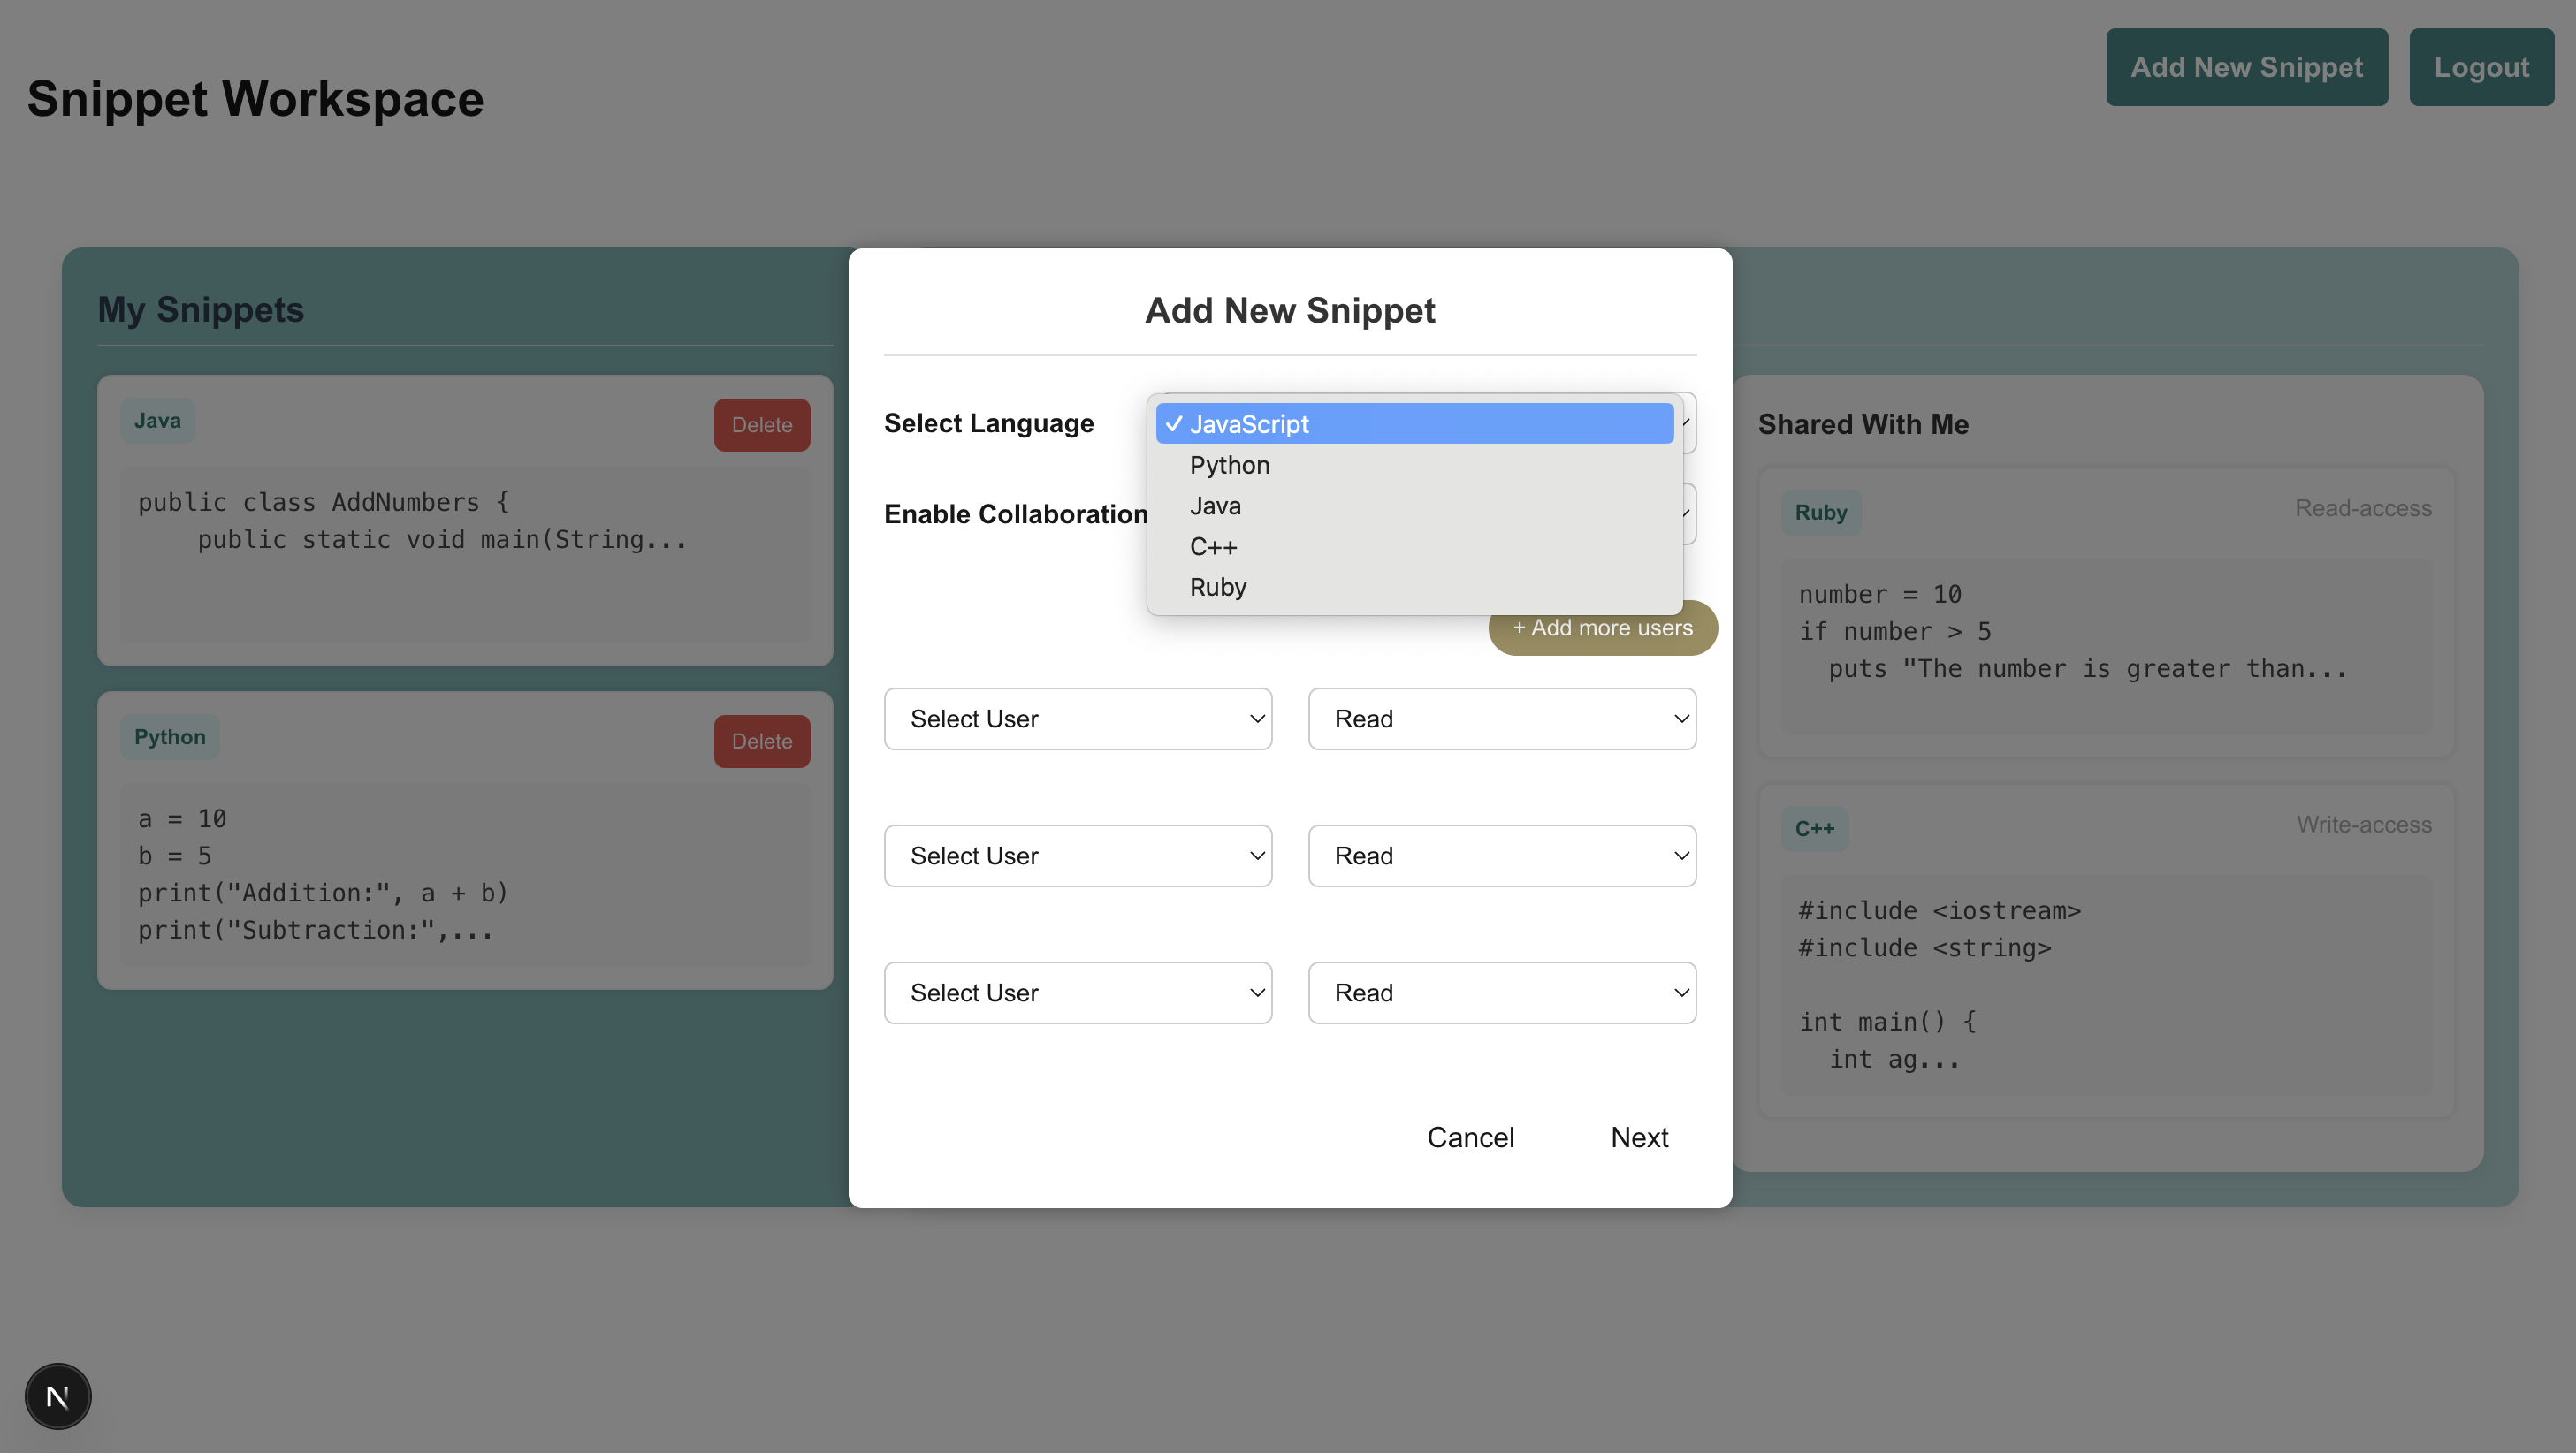 Snippet Workspace
Add New Snippet
Logout
My Snippets
Java
Delete
public class AddNumbers {
    public static void main(String...
Python
Delete
a = 10
b = 5
print("Addition:", a + b)
print("Subtraction:",...
Add New Snippet
Select Language
✓ JavaScript
Python
Java
C++
Ruby
Enable Collaboration
+ Add more users
Select User
Read
Select User
Read
Select User
Read
Cancel
Next
Shared With Me
Ruby
Read-access
number = 10
if number > 5
  puts "The number is greater than...
C++
Write-access
#include <iostream>
#include <string>
int main() {
  int ag...
N